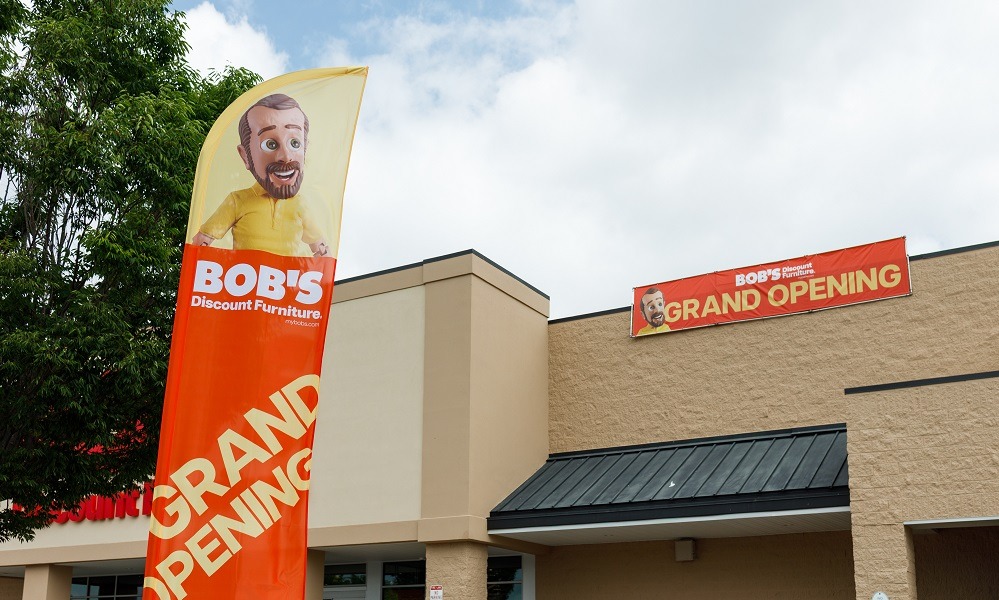 BOB'S
Discount Furniture.
mybobs.com
GRAND
OPENING
BOB'S Discount
Furniture.
GRAND OPENING